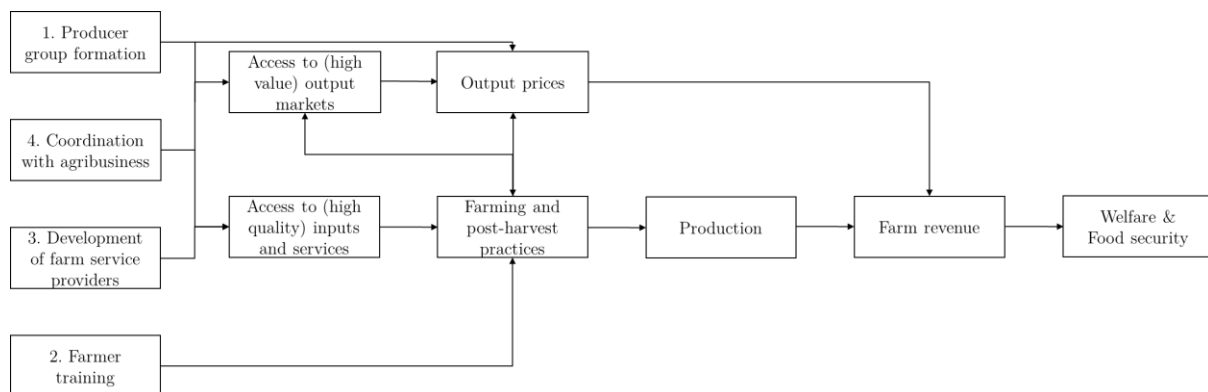 1. Producer
group formation
Access to (high
value) output
markets
Output prices
4. Coordination
with agribusiness
3. Development
of farm service
providers
Access to (high
quality) inputs
and services
Farming and
post-harvest
practices
Production
Farm revenue
Welfare &
Food security
2. Farmer
training